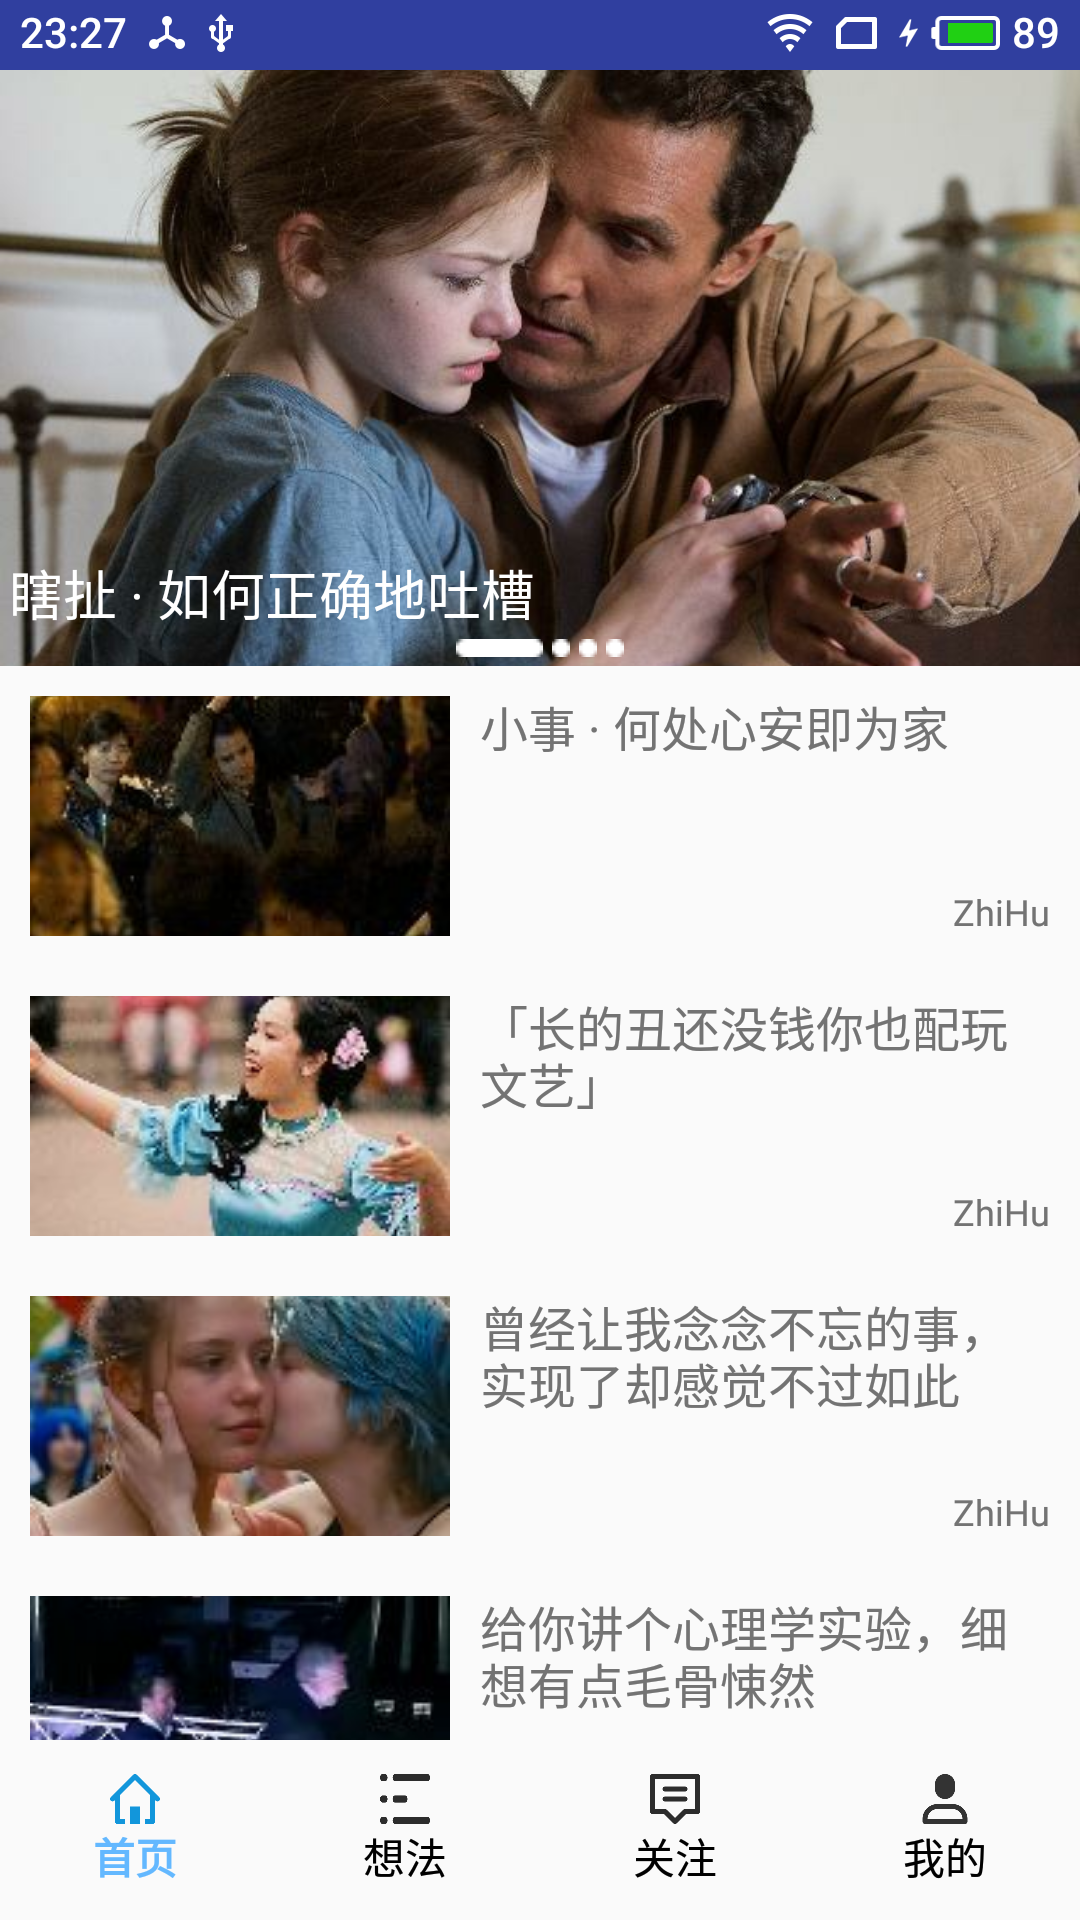 23:27
89
瞎扯 · 如何正确地吐槽
小事 · 何处心安即为家
ZhiHu
「长的丑还没钱你也配玩
文艺」
ZhiHu
曾经让我念念不忘的事，
实现了却感觉不过如此
ZhiHu
给你讲个心理学实验，细
想有点毛骨悚然
首页
想法
关注
我的